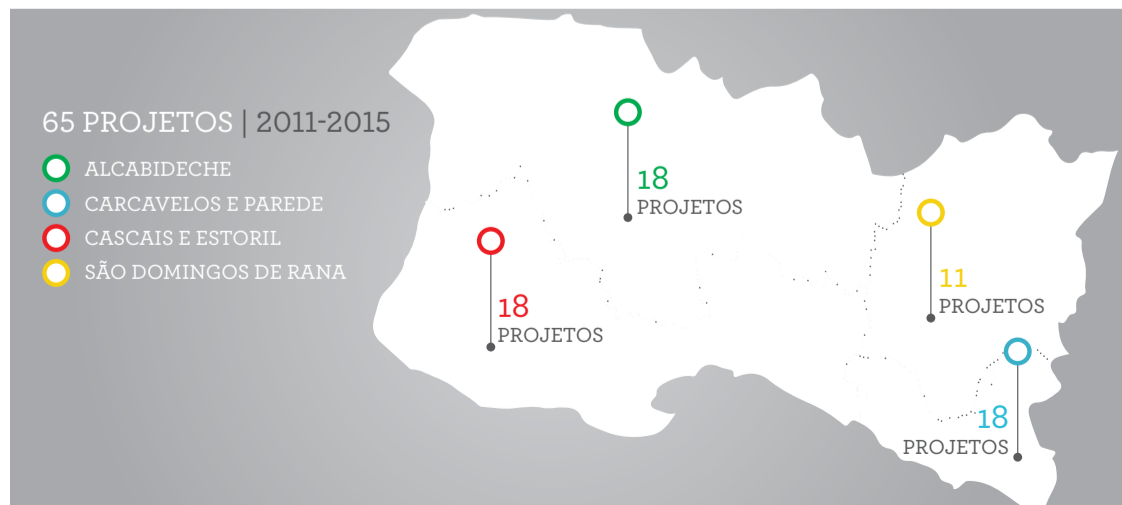 65 PROJETOS | 2011-2015
ALCABIDECHE
CARCAVELOS E PAREDE
CASCAIS E ESTORIL
SÃO DOMINGOS DE RANA
18
PROJETOS
18
PROJETOS
11
PROJETOS
18
PROJETOS